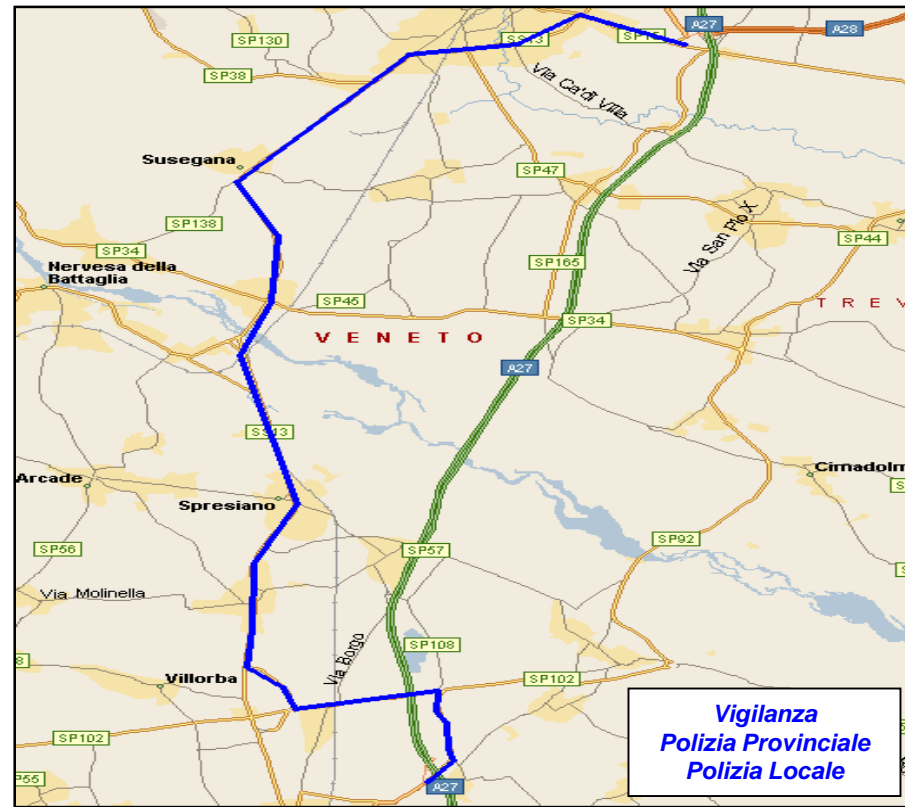 A27
SP130
SS13
SP15
A28
SP38
Via Ca'di Villa
Susegana
SP47
SP138
Via San Pio X
SP34
SP44
Nervesa della
Battaglia
SP165
SP45
TREV
SP34
VENETO
A27
SS13
Arcade
Cimadolm
Spresiano
SP56
SP57
SP92
Via Molinella
Via Borgo
SP108
Villorba
SP102
SP102
Vigilanza
Polizia Provinciale
Polizia Locale
SP55
A27